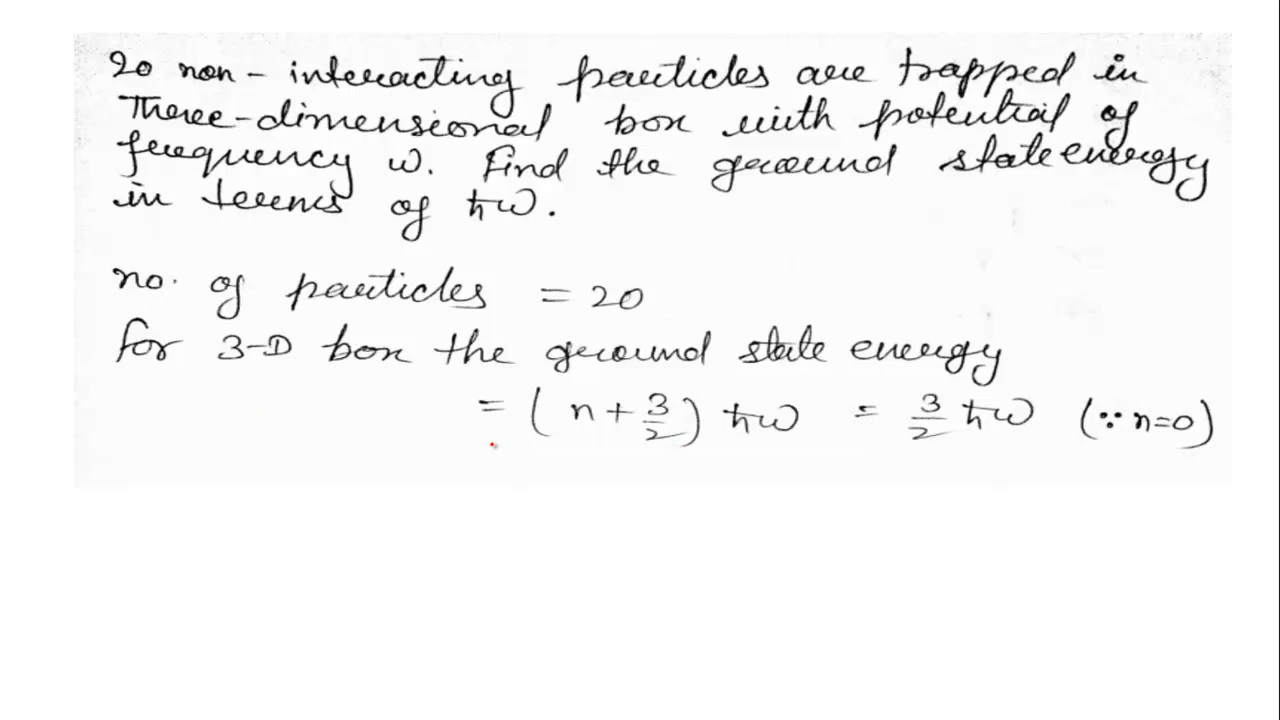 20 non-interacting particles are trapped in
Three-dimensional box with potential of
frequency ω. Find the ground state energy
in terms of ħω.
no. of particles = 20
for 3-D box the ground state energy
= (n + 3/2) ħω = 3/2 ħω (∵ n=0)